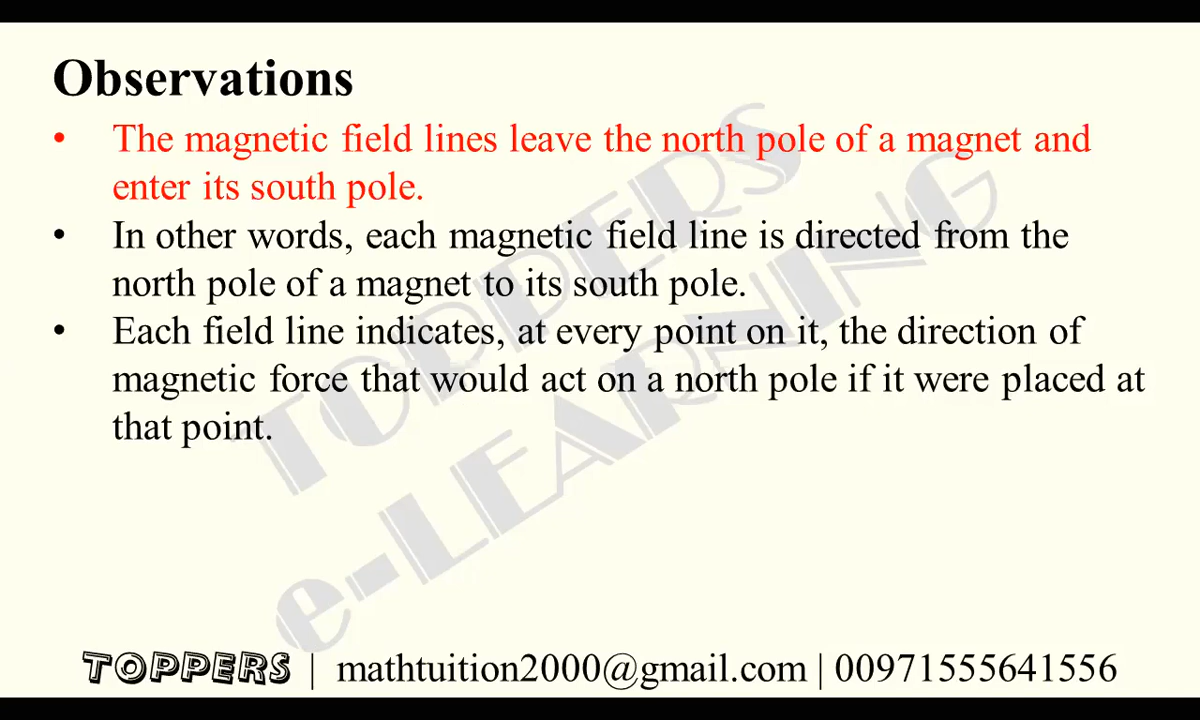 Observations
• The magnetic field lines leave the north pole of a magnet and
enter its south pole.
• In other words, each magnetic field line is directed from the
north pole of a magnet to its south pole.
• Each field line indicates, at every point on it, the direction of
magnetic force that would act on a north pole if it were placed at
that point.
TOPPERS
e-LEARNING
TOPPERS | mathtuition2000@gmail.com | 00971555641556